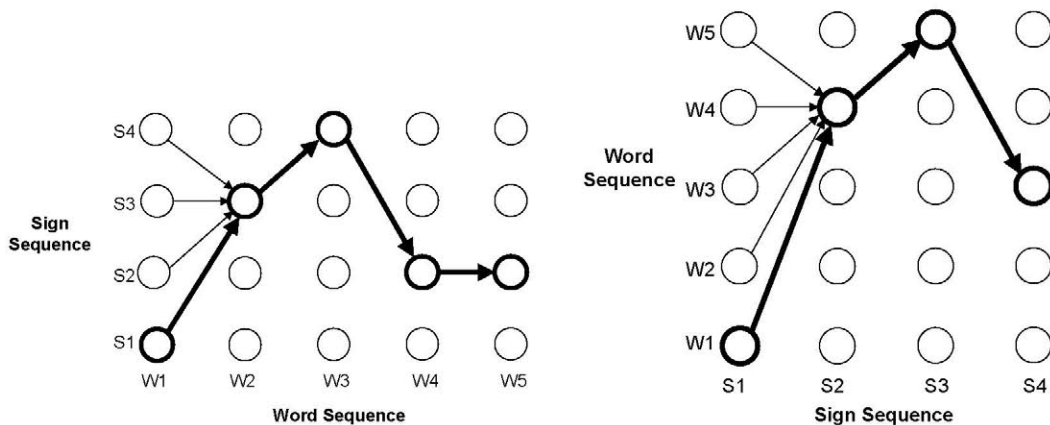 S4
S3
Sign
Sequence
S2
S1
W1 W2 W3 W4 W5
Word Sequence
W5
W4
Word
Sequence
W3
W2
W1
S1 S2 S3 S4
Sign Sequence